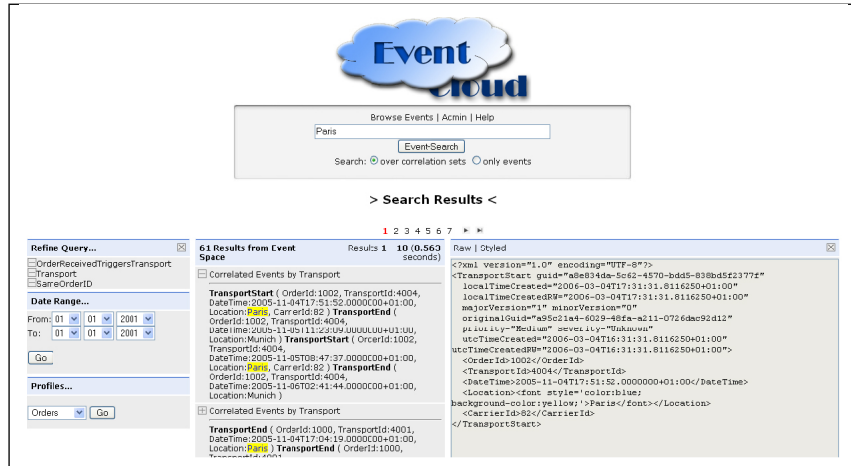 Event
Cloud
Browse Events | Admin | Help
Paris
Event-Search
Search: over correlation sets only events
> Search Results <
1 2 3 4 5 6 7
Refine Query...
OrderReceivedTriggersTransport
Transport
SameOrderID
Date Range...
From: 01 01 2001
To: 01 01 2001
Go
Profiles...
Orders Go
61 Results from Event Space
Results 1 10 (0.563 seconds)
Correlated Events by Transport
TransportStart ( OrderId:1002, TransportId:4004,
DateTime:2005-11-04T17:51:52.0000000+01:00,
Location:Paris, CarrierId:82 ) TransportEnd (
OrderId:1002, TransportId:4004,
DateTime:2005-11-05T11:23:09.0000000+01:00,
Location:Munich ) TransportStart ( OrderId:1002,
TransportId:4004,
DateTime:2005-11-05T08:47:37.0000000+01:00,
Location:Paris, CarrierId:82 ) TransportEnd (
OrderId:1002, TransportId:4004,
DateTime:2005-11-06T02:41:44.0000000+01:00,
Location:Munich )
Correlated Events by Transport
TransportEnd ( OrderId:1000, TransportId:4001,
DateTime:2005-11-04T17:04:19.0000000+01:00,
Location:Paris ) TransportEnd ( OrderId:1000,
TransportId:4001
Raw | Styled
<?xml version="1.0" encoding="UTF-8"?>
<TransportStart guid="a8e834da-5c62-4570-bdd5-838bd5f2377f"
localTimeCreated="2006-03-04T17:31:31.8116250+01:00"
localTimeCreatedRW="2006-03-04T17:31:31.8116250+01:00"
majorVersion="1" minorVersion="0"
originalGuid="a95c21a4-6029-48fa-a211-0726dac92d12"
priority="Medium" severity="Unknown"
utcTimeCreated="2006-03-04T16:31:31.8116250+01:00"
utcTimeCreatedRW="2006-03-04T16:31:31.8116250+01:00">
<OrderId>1002</OrderId>
<TransportId>4004</TransportId>
<DateTime>2005-11-04T17:51:52.0000000+01:00</DateTime>
<Location><font style='color:blue;
background-color:yellow;'>Paris</font></Location>
<CarrierId>82</CarrierId>
</TransportStart>